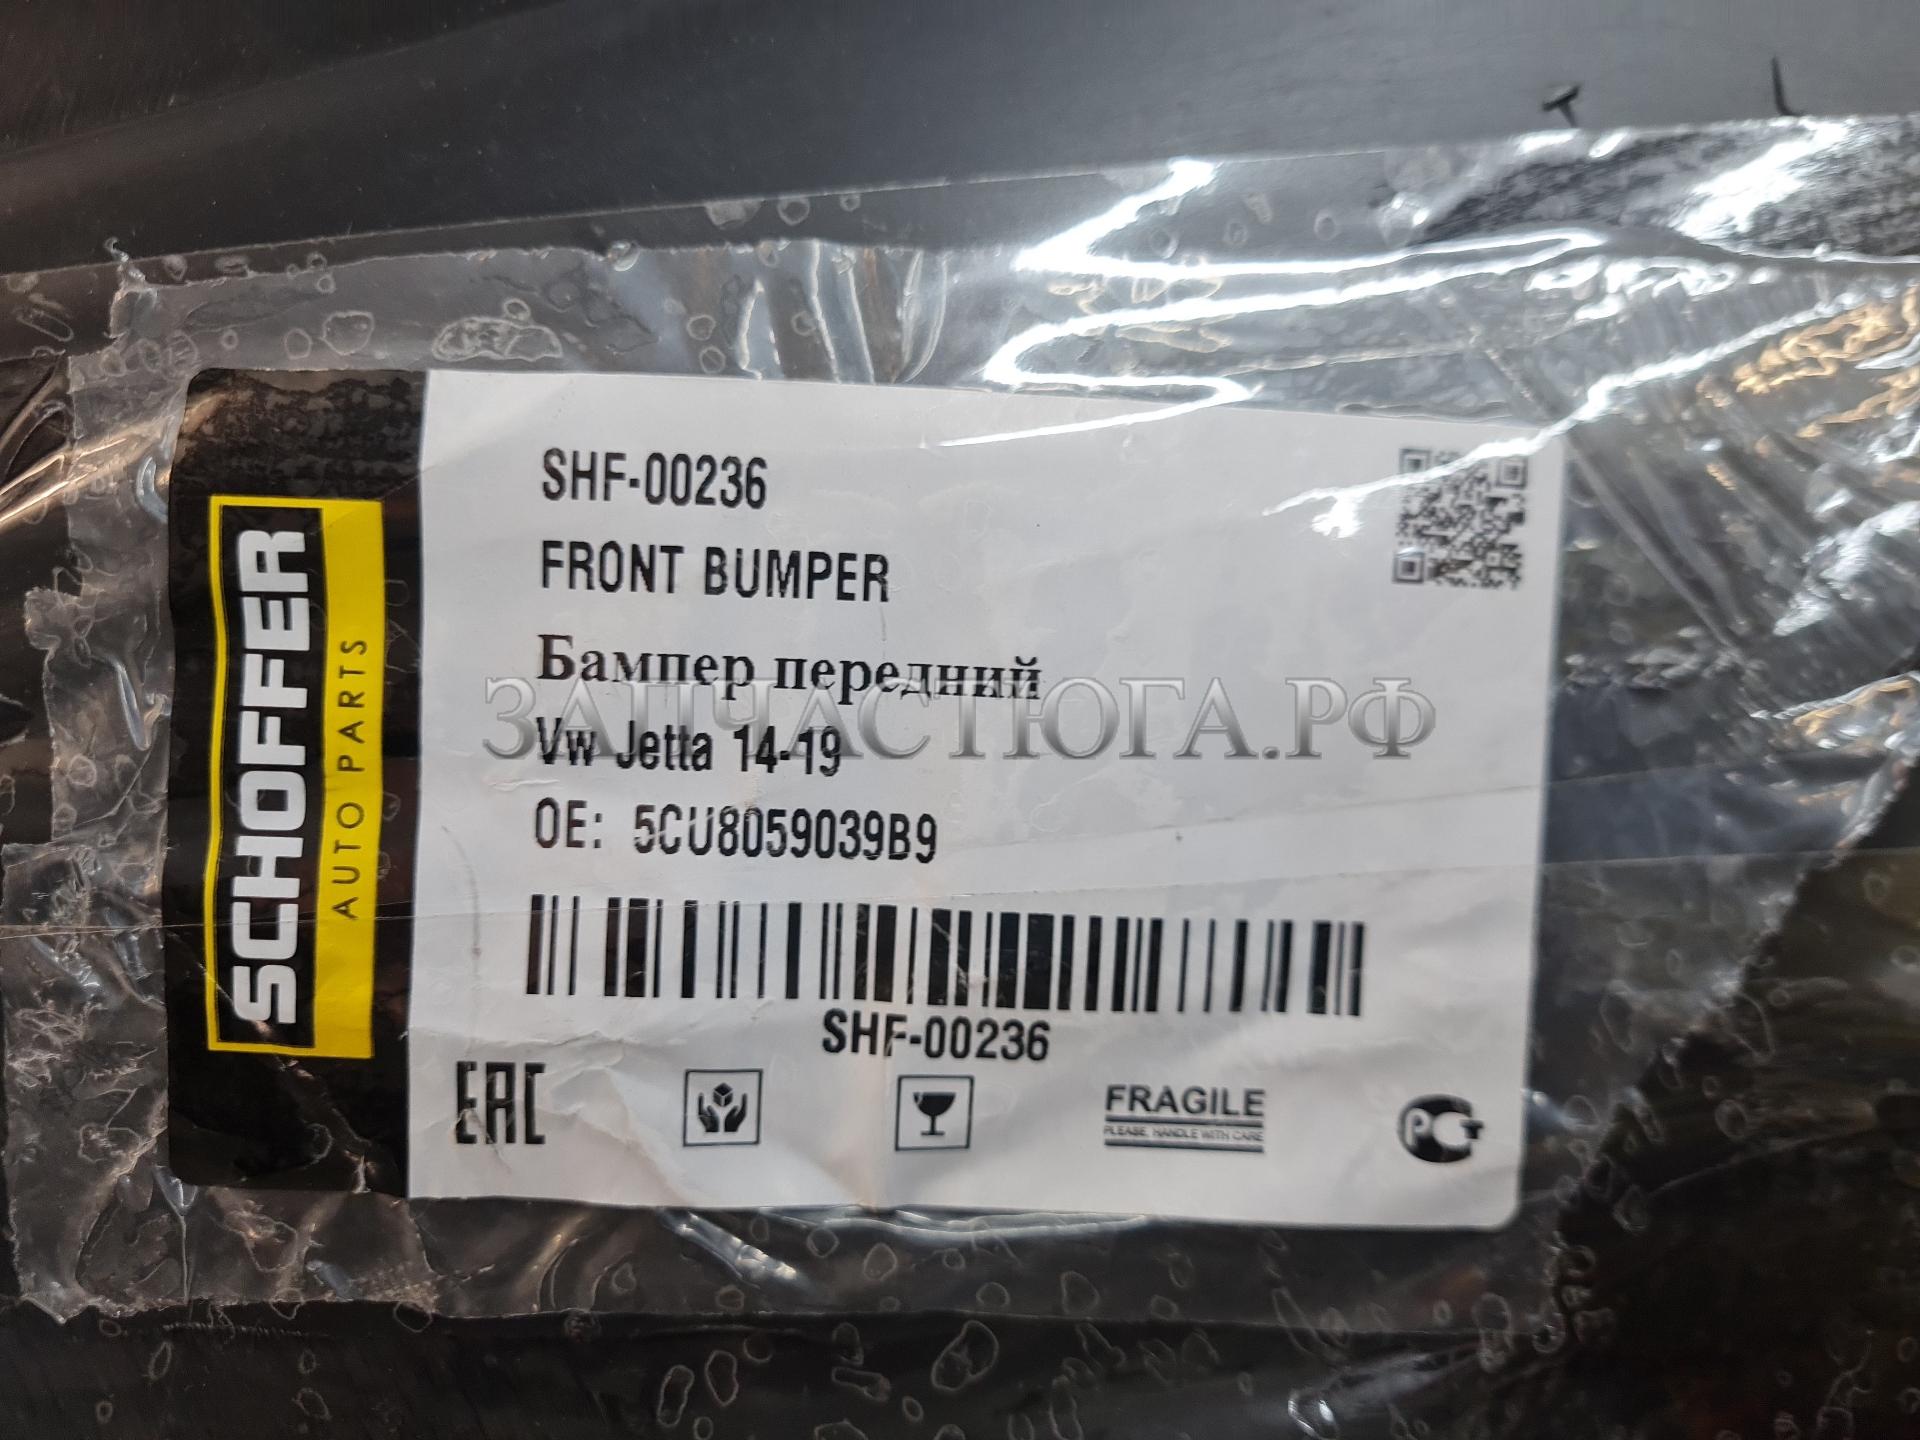 SCHOFFER
AUTO PARTS
SHF-00236
FRONT BUMPER
Бампер передний
ЗАПЧАСТЮГА.РФ
Vw Jetta 14-19
OE: 5CU8059039B9
SHF-00236
EAC
FRAGILE
PLEASE, HANDLE WITH CARE
РСТ